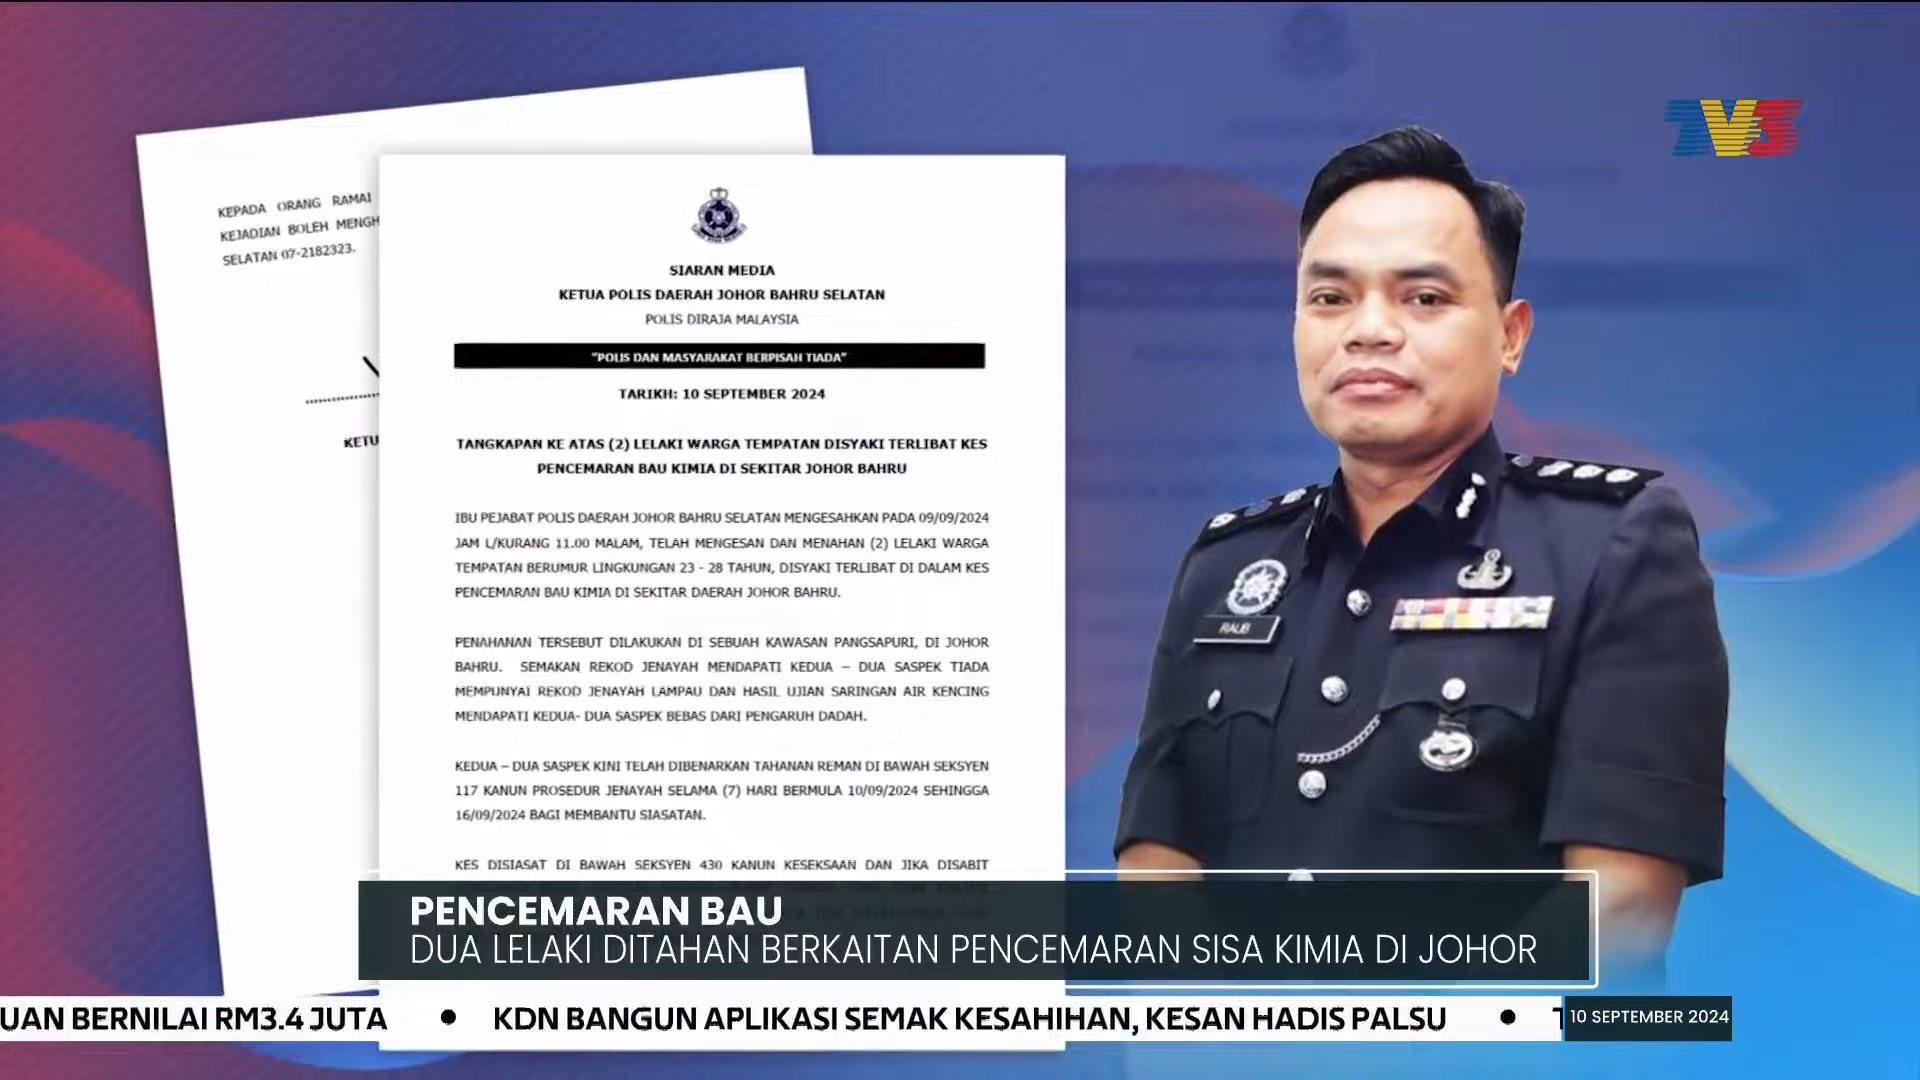 TV3
KEPADA ORANG RAMAI
KEJADIAN BOLEH MENGH
SELATAN 07-2182323.
KETU
SIARAN MEDIA
KETUA POLIS DAERAH JOHOR BAHRU SELATAN
POLIS DIRAJA MALAYSIA
“POLIS DAN MASYARAKAT BERPISAH TIADA”
TARIKH: 10 SEPTEMBER 2024
TANGKAPAN KE ATAS (2) LELAKI WARGA TEMPATAN DISYAKI TERLIBAT KES
PENCEMARAN BAU KIMIA DI SEKITAR JOHOR BAHRU
IBU PEJABAT POLIS DAERAH JOHOR BAHRU SELATAN MENGESAHKAN PADA 09/09/2024
JAM L/KURANG 11.00 MALAM, TELAH MENGESAN DAN MENAHAN (2) LELAKI WARGA
TEMPATAN BERUMUR LINGKUNGAN 23 - 28 TAHUN, DISYAKI TERLIBAT DI DALAM KES
PENCEMARAN BAU KIMIA DI SEKITAR DAERAH JOHOR BAHRU.
PENAHANAN TERSEBUT DILAKUKAN DI SEBUAH KAWASAN PANGSAPURI, DI JOHOR
BAHRU. SEMAKAN REKOD JENAYAH MENDAPATI KEDUA – DUA SASPEK TIADA
MEMPUNYAI REKOD JENAYAH LAMPAU DAN HASIL UJIAN SARINGAN AIR KENCING
MENDAPATI KEDUA- DUA SASPEK BEBAS DARI PENGARUH DADAH.
KEDUA – DUA SASPEK KINI TELAH DIBENARKAN TAHANAN REMAN DI BAWAH SEKSYEN
117 KANUN PROSEDUR JENAYAH SELAMA (7) HARI BERMULA 10/09/2024 SEHINGGA
16/09/2024 BAGI MEMBANTU SIASATAN.
KES DISIASAT DI BAWAH SEKSYEN 430 KANUN KESEKSAAN DAN JIKA DISABIT
RAUB
PENCEMARAN BAU
DUA LELAKI DITAHAN BERKAITAN PENCEMARAN SISA KIMIA DI JOHOR
UAN BERNILAI RM3.4 JUTA • KDN BANGUN APLIKASI SEMAK KESAHIHAN, KESAN HADIS PALSU • T
10 SEPTEMBER 2024